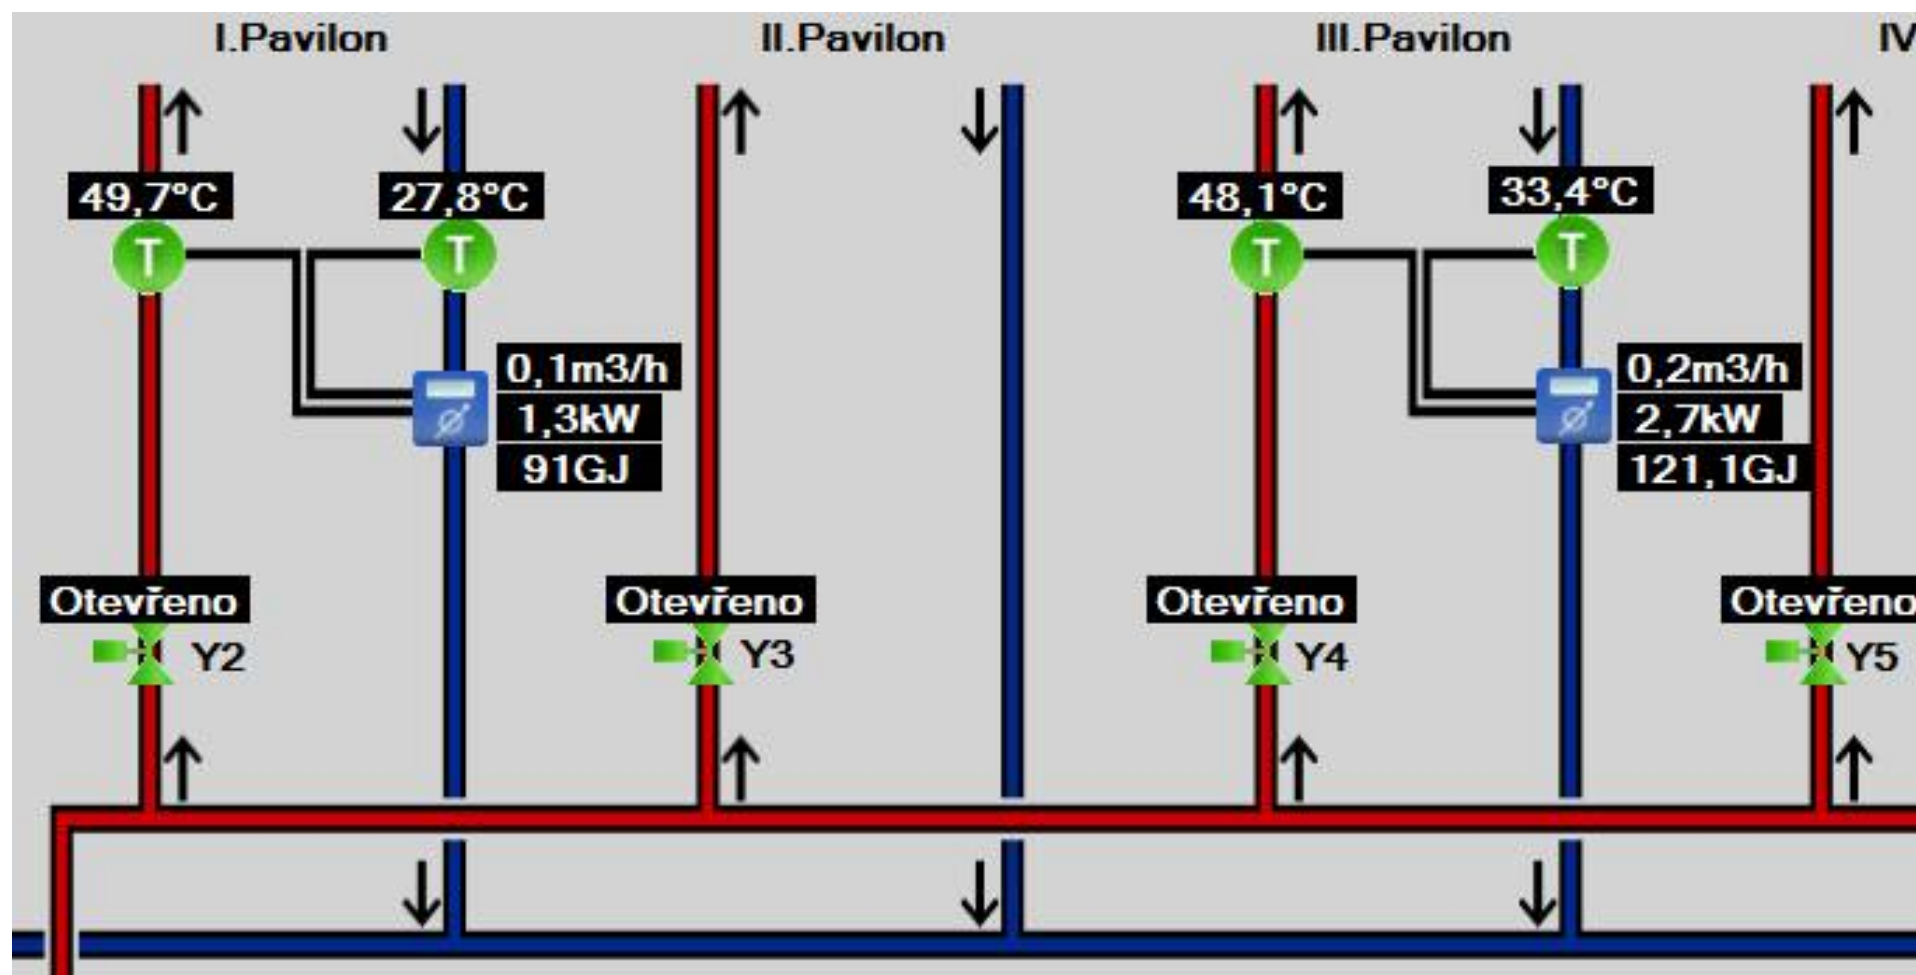 I.Pavilon
II.Pavilon
III.Pavilon
IV
49,7°C
27,8°C
48,1°C
33,4°C
T
T
T
T
0,1m3/h
1,3kW
91GJ
0,2m3/h
2,7kW
121,1GJ
Otevřeno
Otevřeno
Otevřeno
Otevřeno
Y2
Y3
Y4
Y5